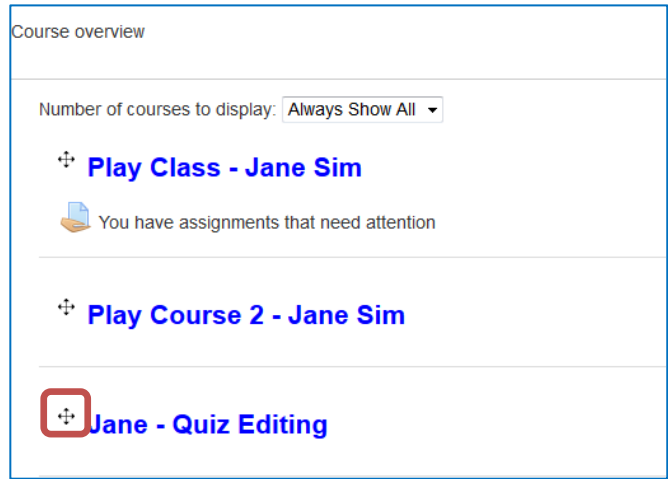 Course overview
Number of courses to display: Always Show All
Play Class - Jane Sim
You have assignments that need attention
Play Course 2 - Jane Sim
Jane - Quiz Editing